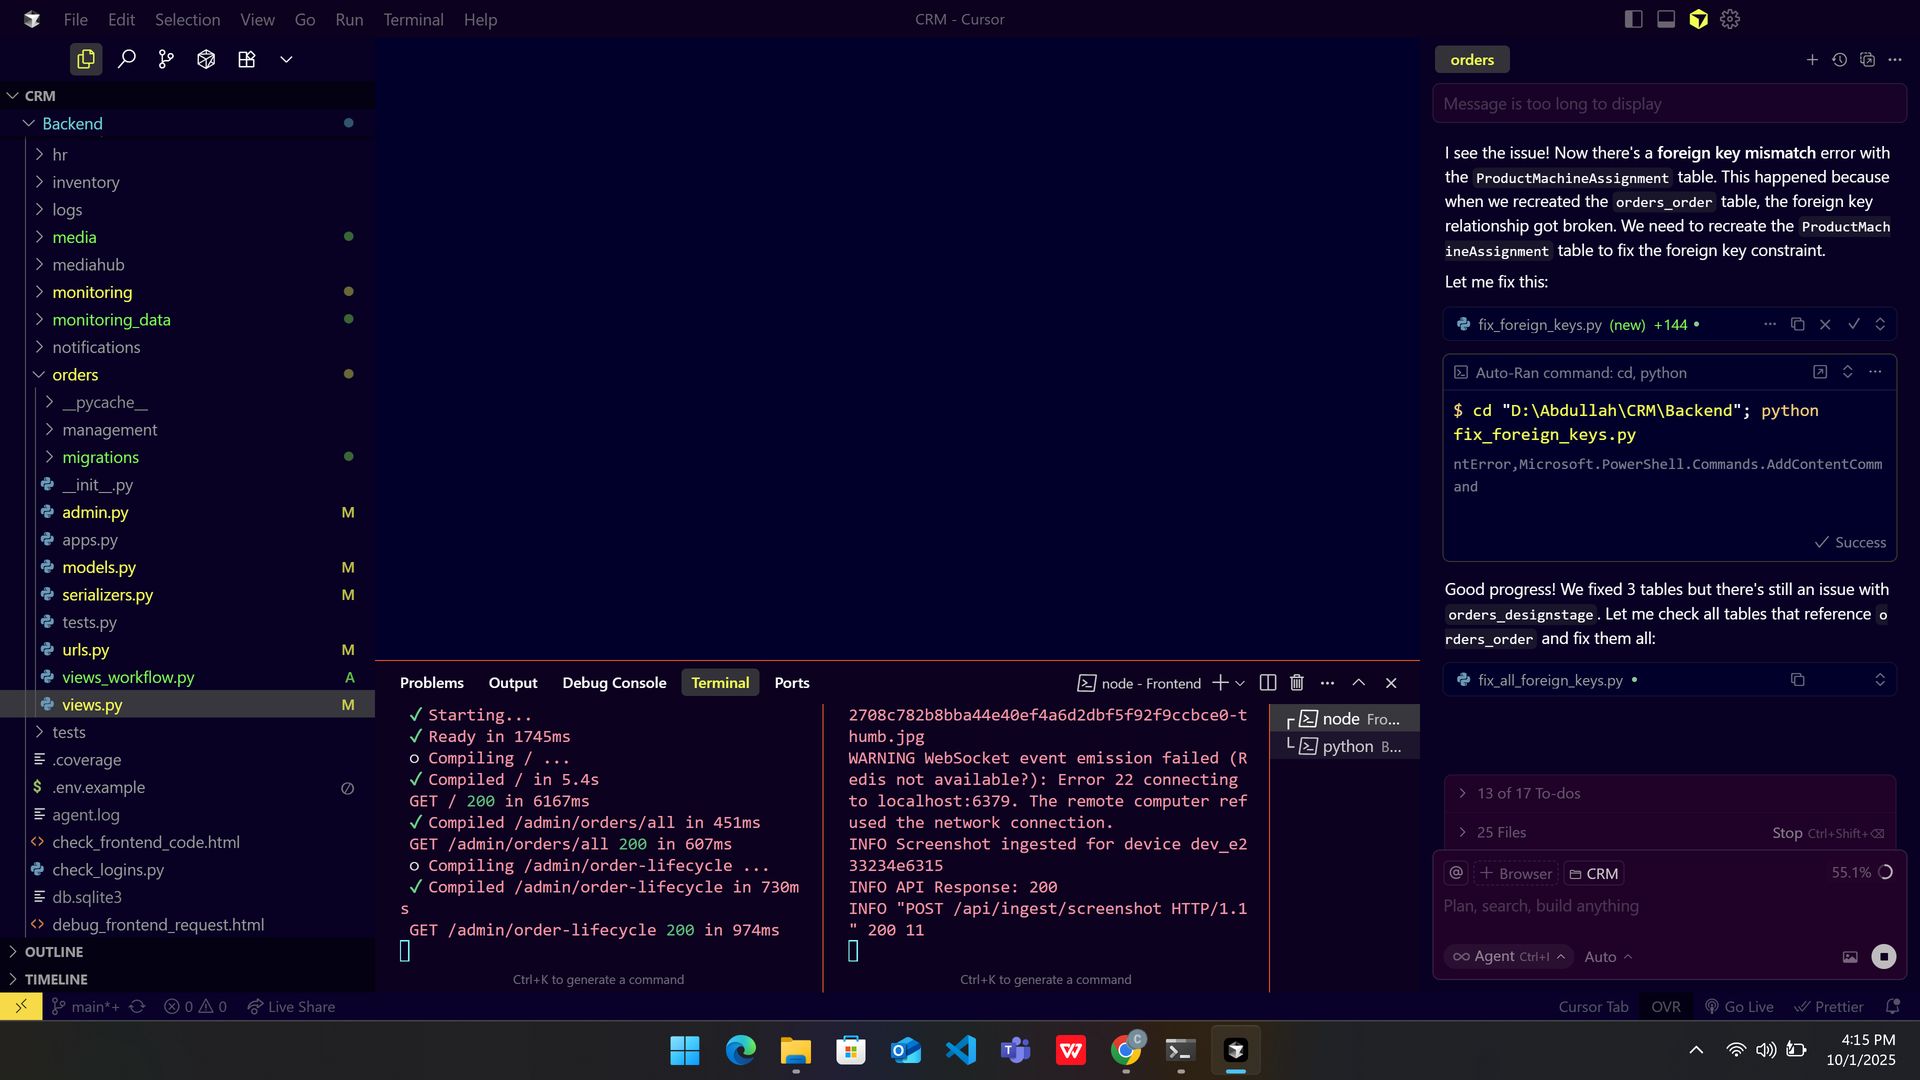 File Edit Selection View Go Run Terminal Help
CRM - Cursor
CRM
Backend
hr
inventory
logs
media
mediahub
monitoring
monitoring_data
notifications
orders
__pycache__
management
migrations
__init__.py
admin.py M
apps.py
models.py M
serializers.py M
tests.py
urls.py M
views_workflow.py A
views.py M
tests
.coverage
.env.example
agent.log
check_frontend_code.html
check_logins.py
db.sqlite3
debug_frontend_request.html
OUTLINE
TIMELINE
Problems Output Debug Console Terminal Ports
node - Frontend
✓ Starting...
✓ Ready in 1745ms
○ Compiling / ...
✓ Compiled / in 5.4s
GET / 200 in 6167ms
✓ Compiled /admin/orders/all in 451ms
GET /admin/orders/all 200 in 607ms
○ Compiling /admin/order-lifecycle ...
✓ Compiled /admin/order-lifecycle in 730m
s
GET /admin/order-lifecycle 200 in 974ms
Ctrl+K to generate a command
2708c782b8bba44e40ef4a6d2dbf5f92f9ccbce0-t
humb.jpg
WARNING WebSocket event emission failed (R
edis not available?): Error 22 connecting
to localhost:6379. The remote computer ref
used the network connection.
INFO Screenshot ingested for device dev_e2
33234e6315
INFO API Response: 200
INFO "POST /api/ingest/screenshot HTTP/1.1
" 200 11
Ctrl+K to generate a command
node Fro...
python B...
orders
Message is too long to display
I see the issue! Now there's a foreign key mismatch error with
the ProductMachineAssignment table. This happened because
when we recreated the orders_order table, the foreign key
relationship got broken. We need to recreate the ProductMach
ineAssignment table to fix the foreign key constraint.
Let me fix this:
fix_foreign_keys.py (new) +144 •
Auto-Ran command: cd, python
$ cd "D:\Abdullah\CRM\Backend"; python
fix_foreign_keys.py
ntError,Microsoft.PowerShell.Commands.AddContentComm
and
Success
Good progress! We fixed 3 tables but there's still an issue with
orders_designstage. Let me check all tables that reference o
rders_order and fix them all:
fix_all_foreign_keys.py •
13 of 17 To-dos
25 Files Stop Ctrl+Shift+⌫
@ + Browser CRM 55.1%
Plan, search, build anything
∞ Agent Ctrl+I Auto
main*+ 0 0 Live Share
Cursor Tab OVR Go Live Prettier
4:15 PM
10/1/2025